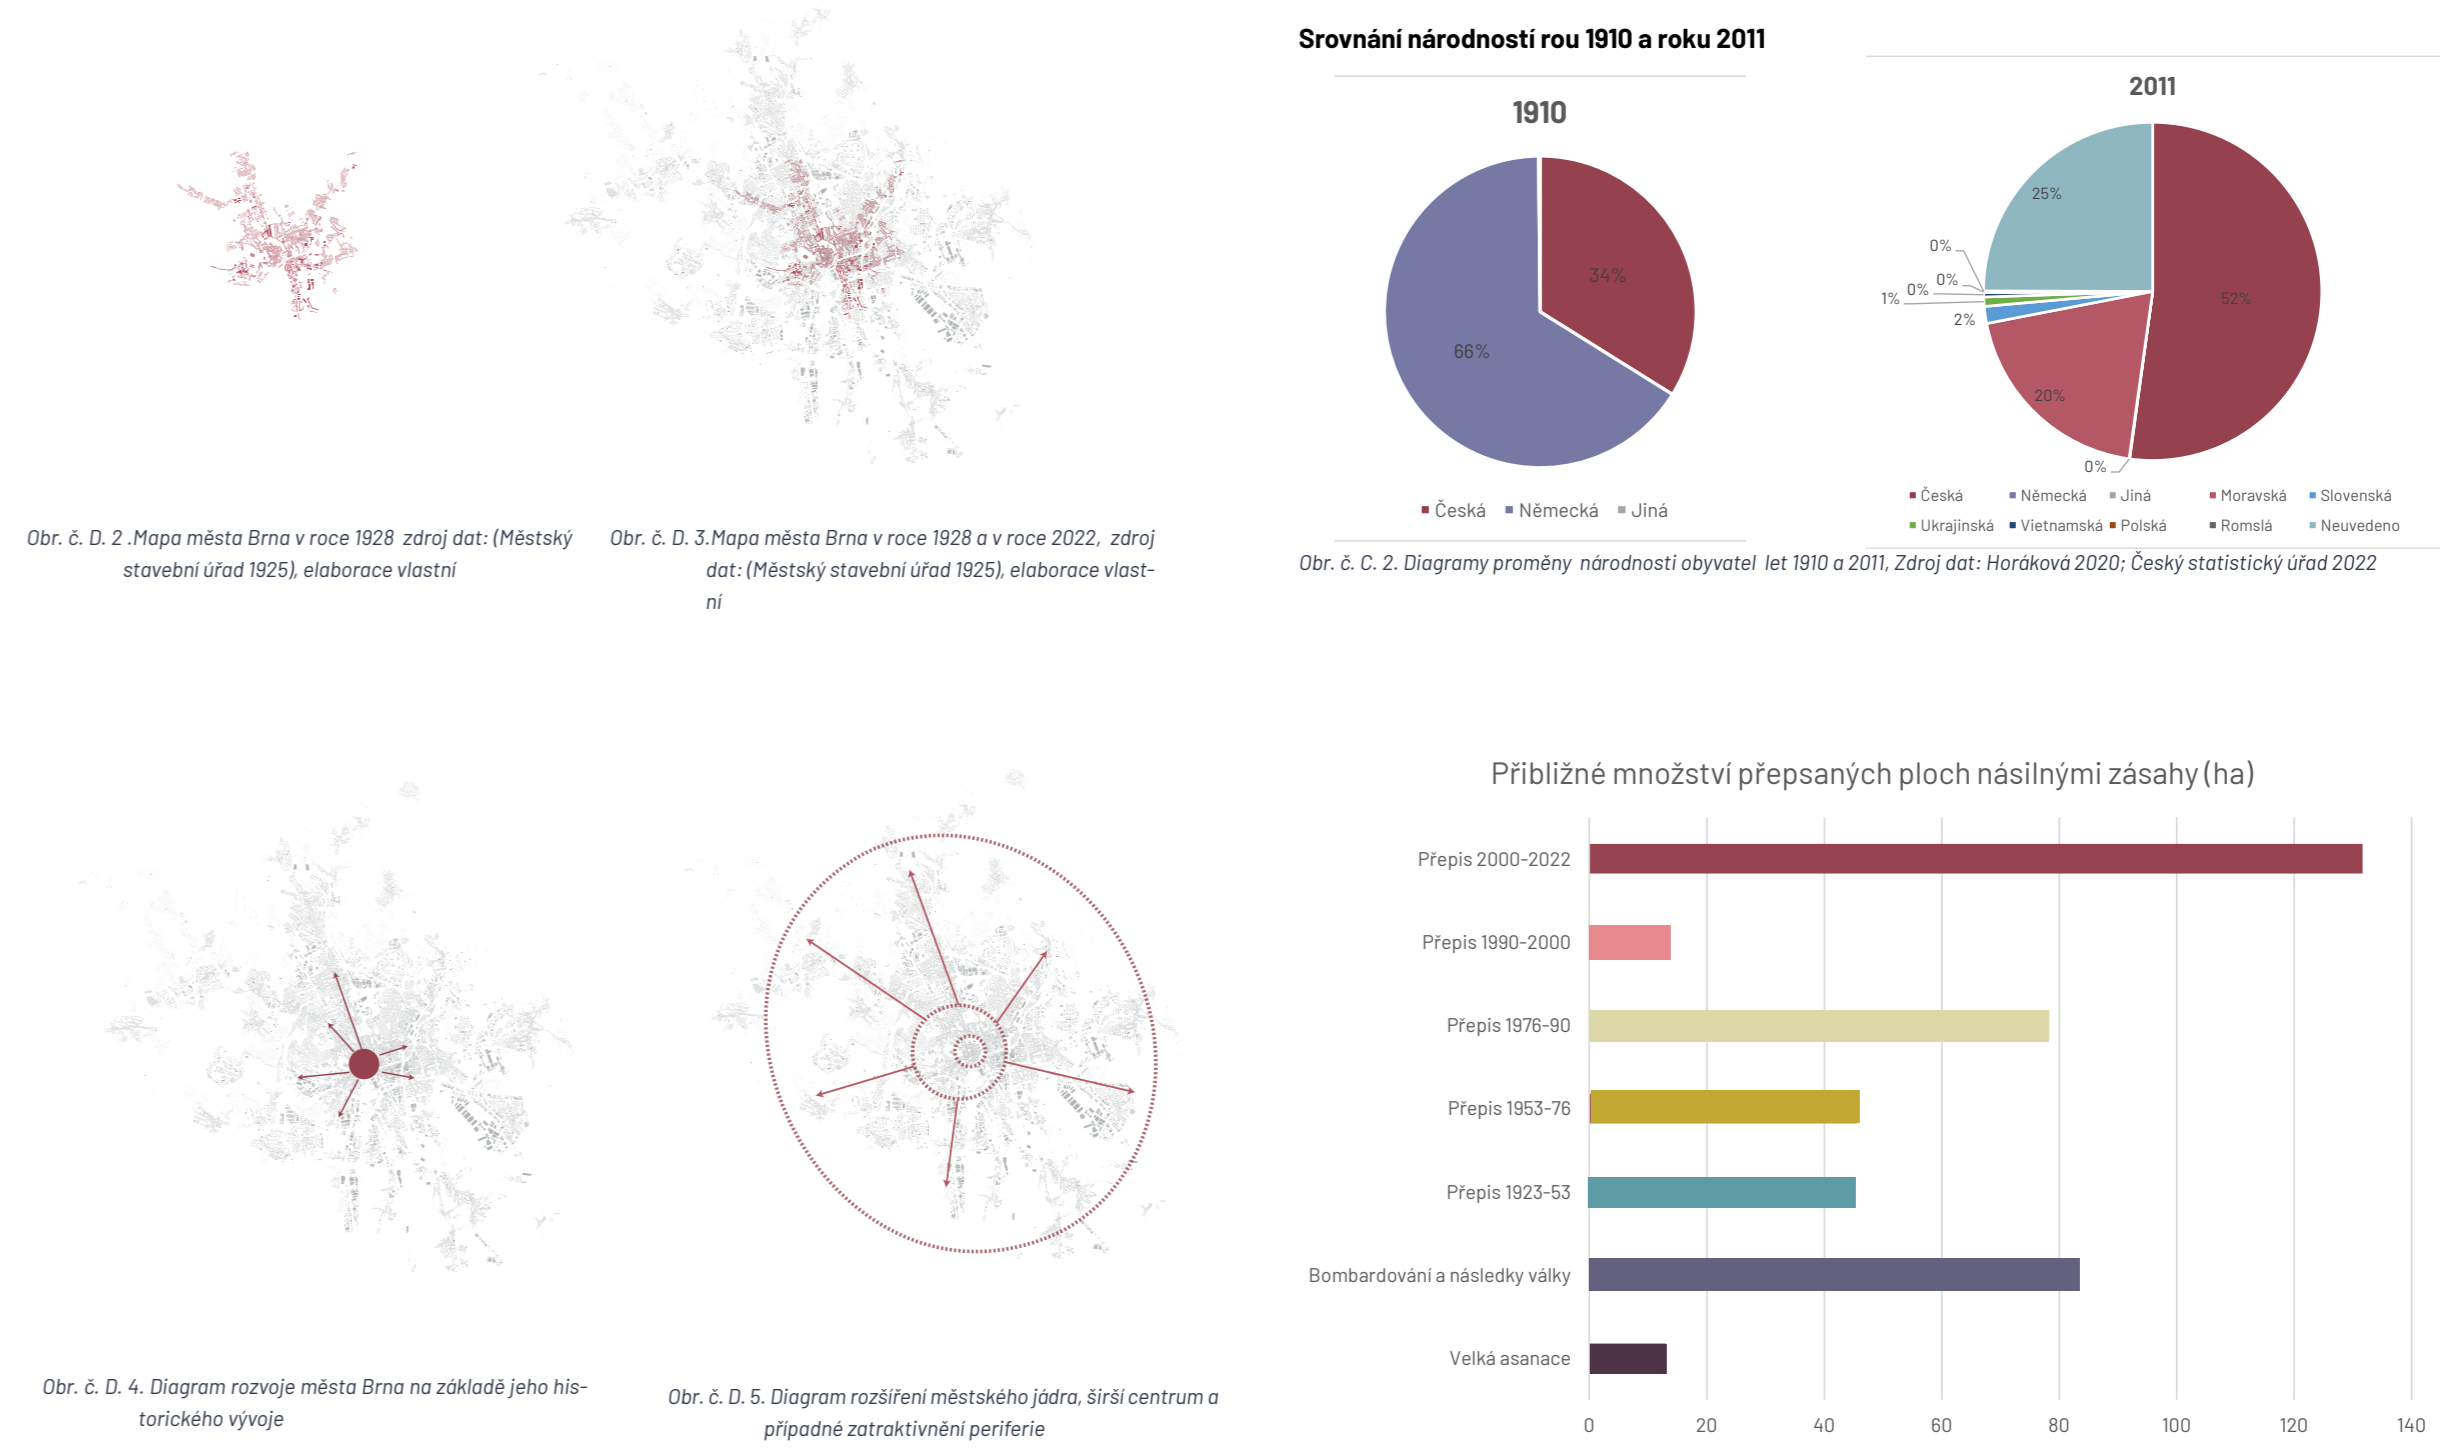 Srovnání národností rou 1910 a roku 2011
1910
34%
66%
Česká Německá Jiná
2011
25%
0%
0%
0%
1%
2%
20%
0%
52%
Česká Německá Jiná Moravská Slovenská
Ukrajinská Vietnamská Polská Romslá Neuvedeno
Obr. č. C. 2. Diagramy proměny národnosti obyvatel let 1910 a 2011, Zdroj dat: Horáková 2020; Český statistický úřad 2022
Obr. č. D. 2 .Mapa města Brna v roce 1928 zdroj dat: (Městský
stavební úřad 1925), elaborace vlastní
Obr. č. D. 3.Mapa města Brna v roce 1928 a v roce 2022, zdroj
dat: (Městský stavební úřad 1925), elaborace vlast-
ní
Obr. č. D. 4. Diagram rozvoje města Brna na základě jeho his-
torického vývoje
Obr. č. D. 5. Diagram rozšíření městského jádra, širší centrum a
případné zatraktivnění periferie
Přibližné množství přepsaných ploch násilnými zásahy (ha)
Přepis 2000-2022
Přepis 1990-2000
Přepis 1976-90
Přepis 1953-76
Přepis 1923-53
Bombardování a následky války
Velká asanace
0 20 40 60 80 100 120 140